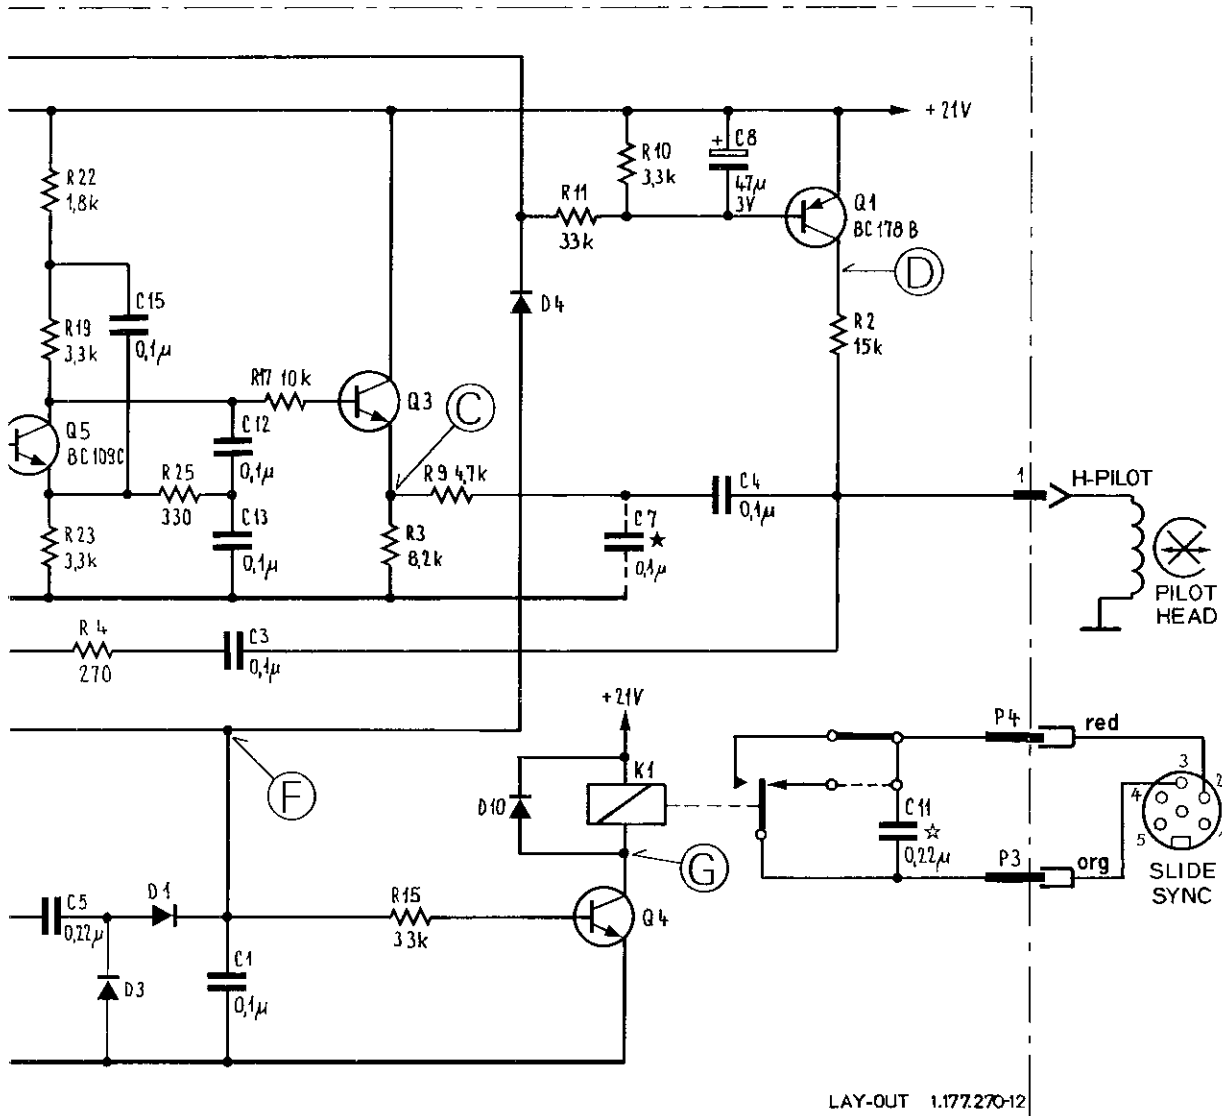 +21V
R22
1,8k
R10
3,3k
+
C8
47µ
3V
R11
33k
Q1
BC178B
D
C15
0,1µ
R19
3,3k
D4
R2
15k
R17 10k
Q3
C
Q5
BC109C
C12
0,1µ
R25
330
R9 4,7k
C4
0,1µ
1
H-PILOT
C13
0,1µ
R23
3,3k
R3
8,2k
C7 ★
0,1µ
PILOT
HEAD
R4
270
C3
0,1µ
+21V
P4
red
F
K1
D10
C11 ☆
0,22µ
3
4
2
5
1
G
P3
org
SLIDE
SYNC
C5
0,22µ
D1
R15
33k
Q4
D3
C1
0,1µ
LAY-OUT 1.177.270-12